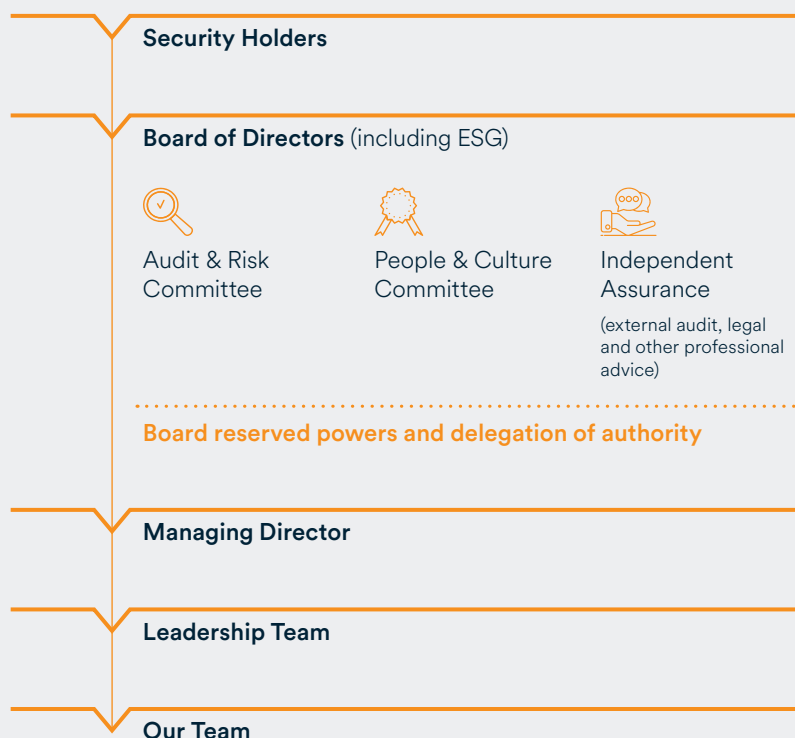 Security Holders
Board of Directors (including ESG)
Audit & Risk
Committee
People & Culture
Committee
Independent
Assurance
(external audit, legal
and other professional
advice)
Board reserved powers and delegation of authority
Managing Director
Leadership Team
Our Team